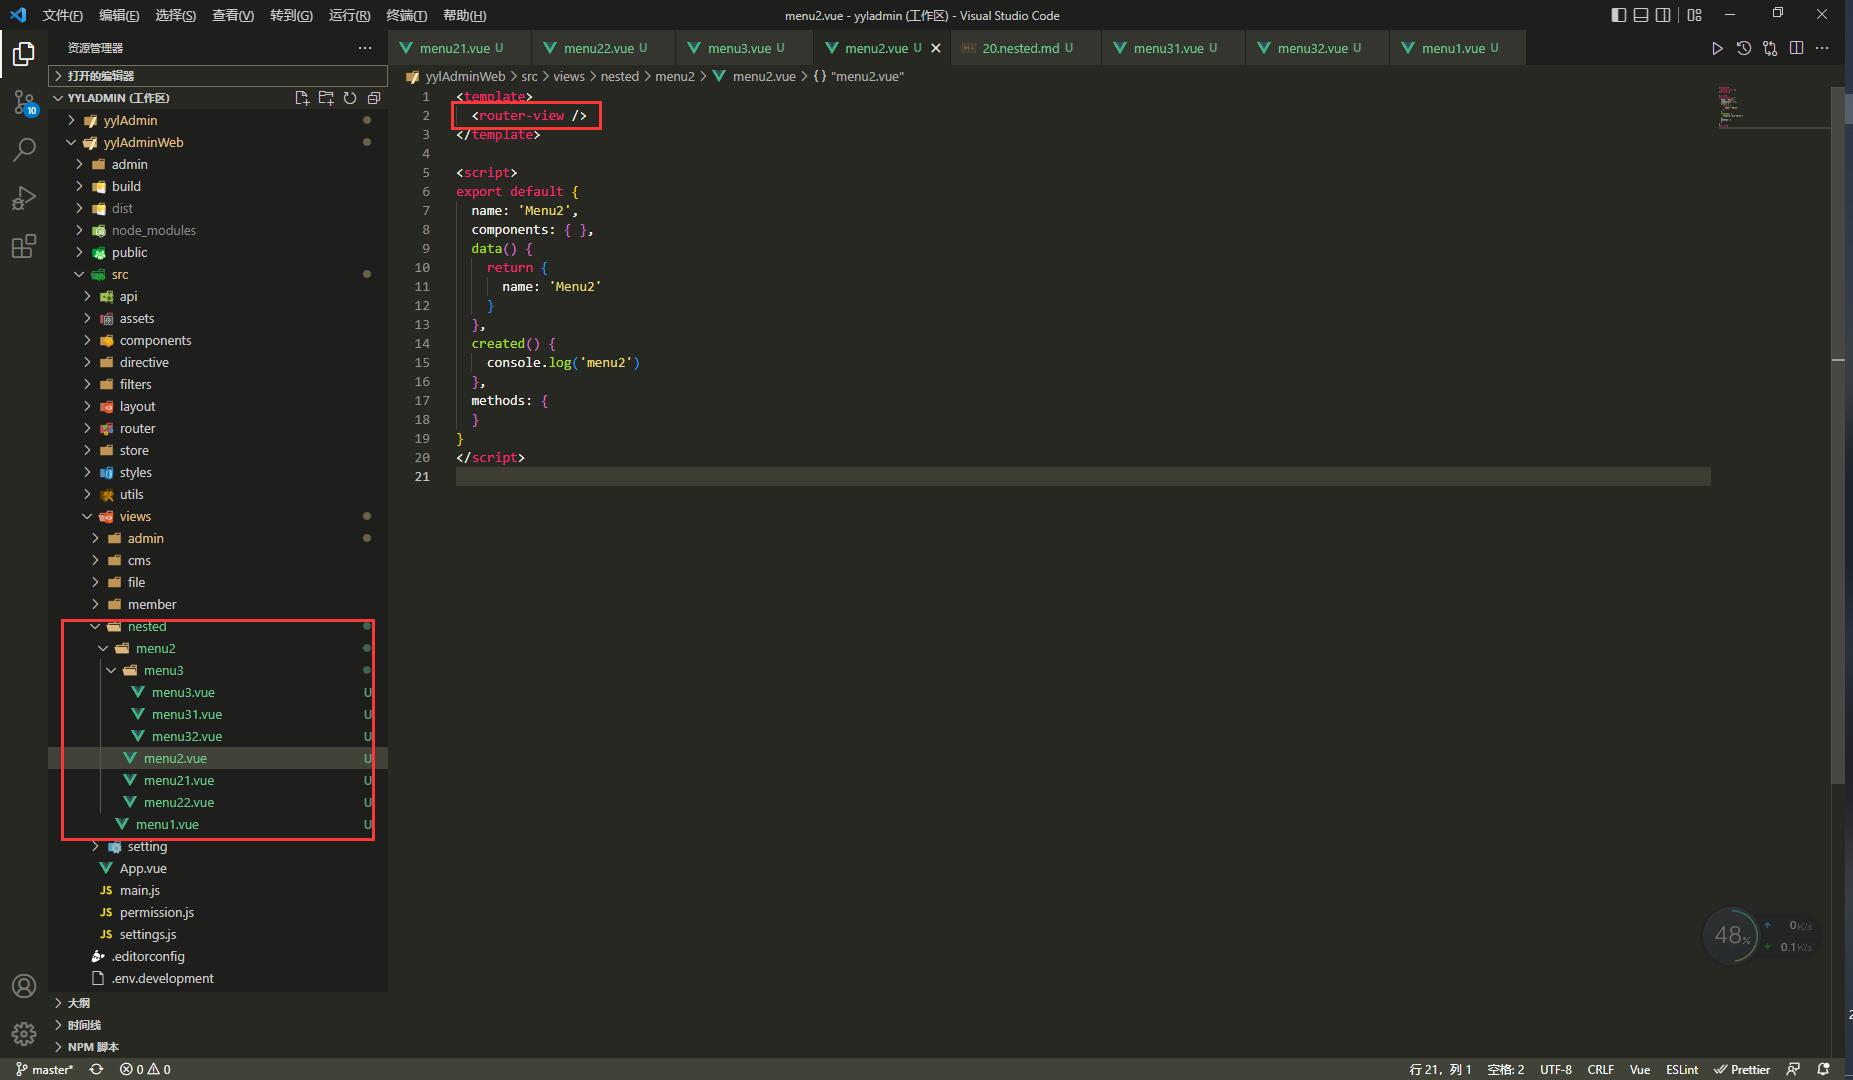 文件(F) 编辑(E) 选择(S) 查看(V) 转到(G) 运行(R) 终端(T) 帮助(H)
menu2.vue - yyladmin (工作区) - Visual Studio Code
资源管理器
打开的编辑器
YYLADMIN (工作区)
10
yylAdmin
yylAdminWeb
admin
build
dist
node_modules
public
src
api
assets
components
directive
filters
layout
router
store
styles
utils
views
admin
cms
file
member
nested
menu2
menu3
menu3.vue U
menu31.vue U
menu32.vue U
menu2.vue U
menu21.vue U
menu22.vue U
menu1.vue U
setting
App.vue
JS main.js
JS permission.js
JS settings.js
.editorconfig
.env.development
大纲
时间线
NPM 脚本
menu21.vue U menu22.vue U menu3.vue U menu2.vue U 20.nested.md U menu31.vue U menu32.vue U menu1.vue U
yylAdminWeb > src > views > nested > menu2 > menu2.vue > {} "menu2.vue"
1 <template>
2 <router-view />
3 </template>
4
5 <script>
6 export default {
7 name: 'Menu2',
8 components: { },
9 data() {
10 return {
11 name: 'Menu2'
12 }
13 },
14 created() {
15 console.log('menu2')
16 },
17 methods: {
18 }
19 }
20 </script>
21
48%
0K/s
0.1K/s
master* 0 0
行 21，列 1 空格: 2 UTF-8 CRLF Vue ESLint Prettier